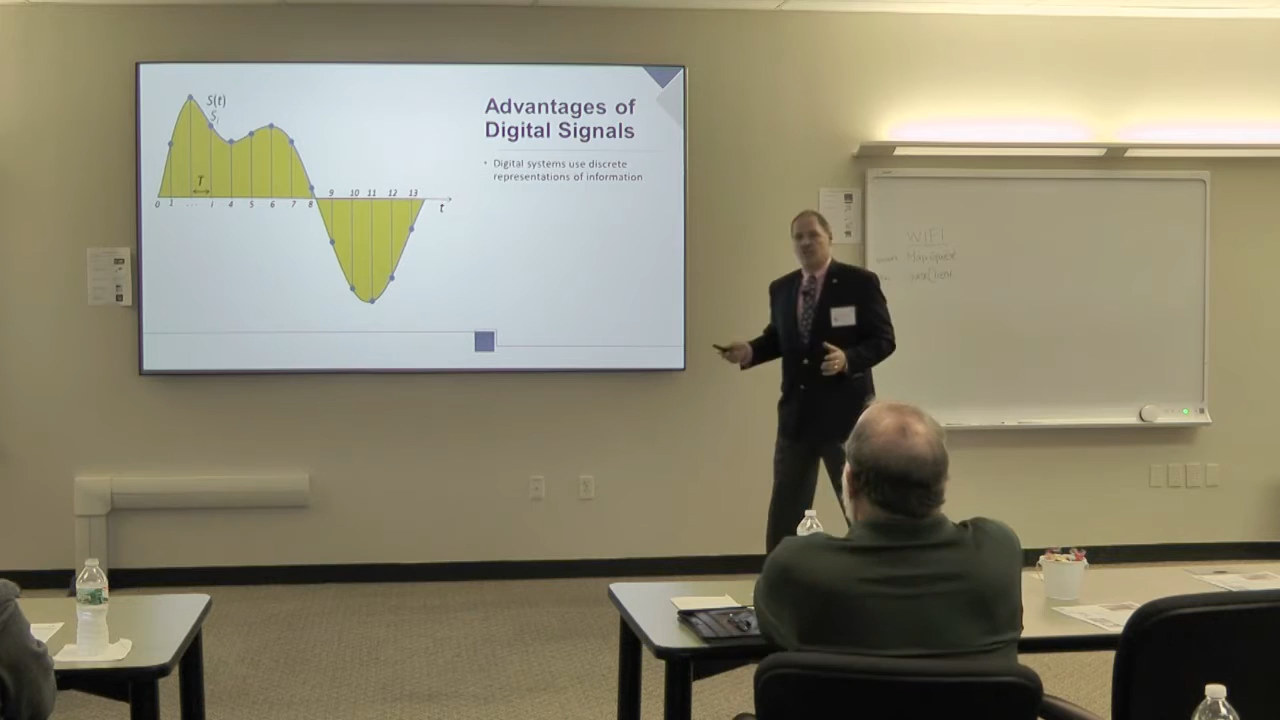 S(t)
Si
T
0 1 ... i 4 5 6 7 8
9 10 11 12 13
t
Advantages of
Digital Signals
• Digital systems use discrete
representations of information
WIFI